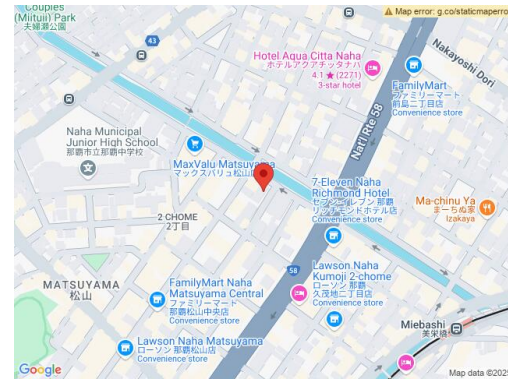 Couples
(Mituii) Park
夫婦瀬公園
Map error: g.co/staticmaperro
43
Hotel Aqua Citta Naha
ホテルアクアチッタナハ
4.1 ★ (2271)
3-star hotel
Nakayoshi Dori
FamilyMart
ファミリーマート
前島二丁目店
Convenience store
Nat'l Rte 58
Naha Municipal
Junior High School
那覇市立那覇中学校
MaxValu Matsuyama
マックスバリュ松山店
7-Eleven Naha
Richmond Hotel
セブン-イレブン 那覇
リッチモンドホテル店
Convenience store
Ma-chinu Ya
まーちぬ家
Izakaya
2 CHOME
2丁目
58
Lawson Naha
Kumoji 2-chome
ローソン 那覇
久茂地二丁目店
Convenience store
MATSUYAMA
松山
FamilyMart Naha
Matsuyama Central
ファミリーマート
那覇松山中央店
Convenience store
Miebashi
美栄橋
Lawson Naha Matsuyama
ローソン 那覇松山店
Convenience store
Google
Map data ©2025